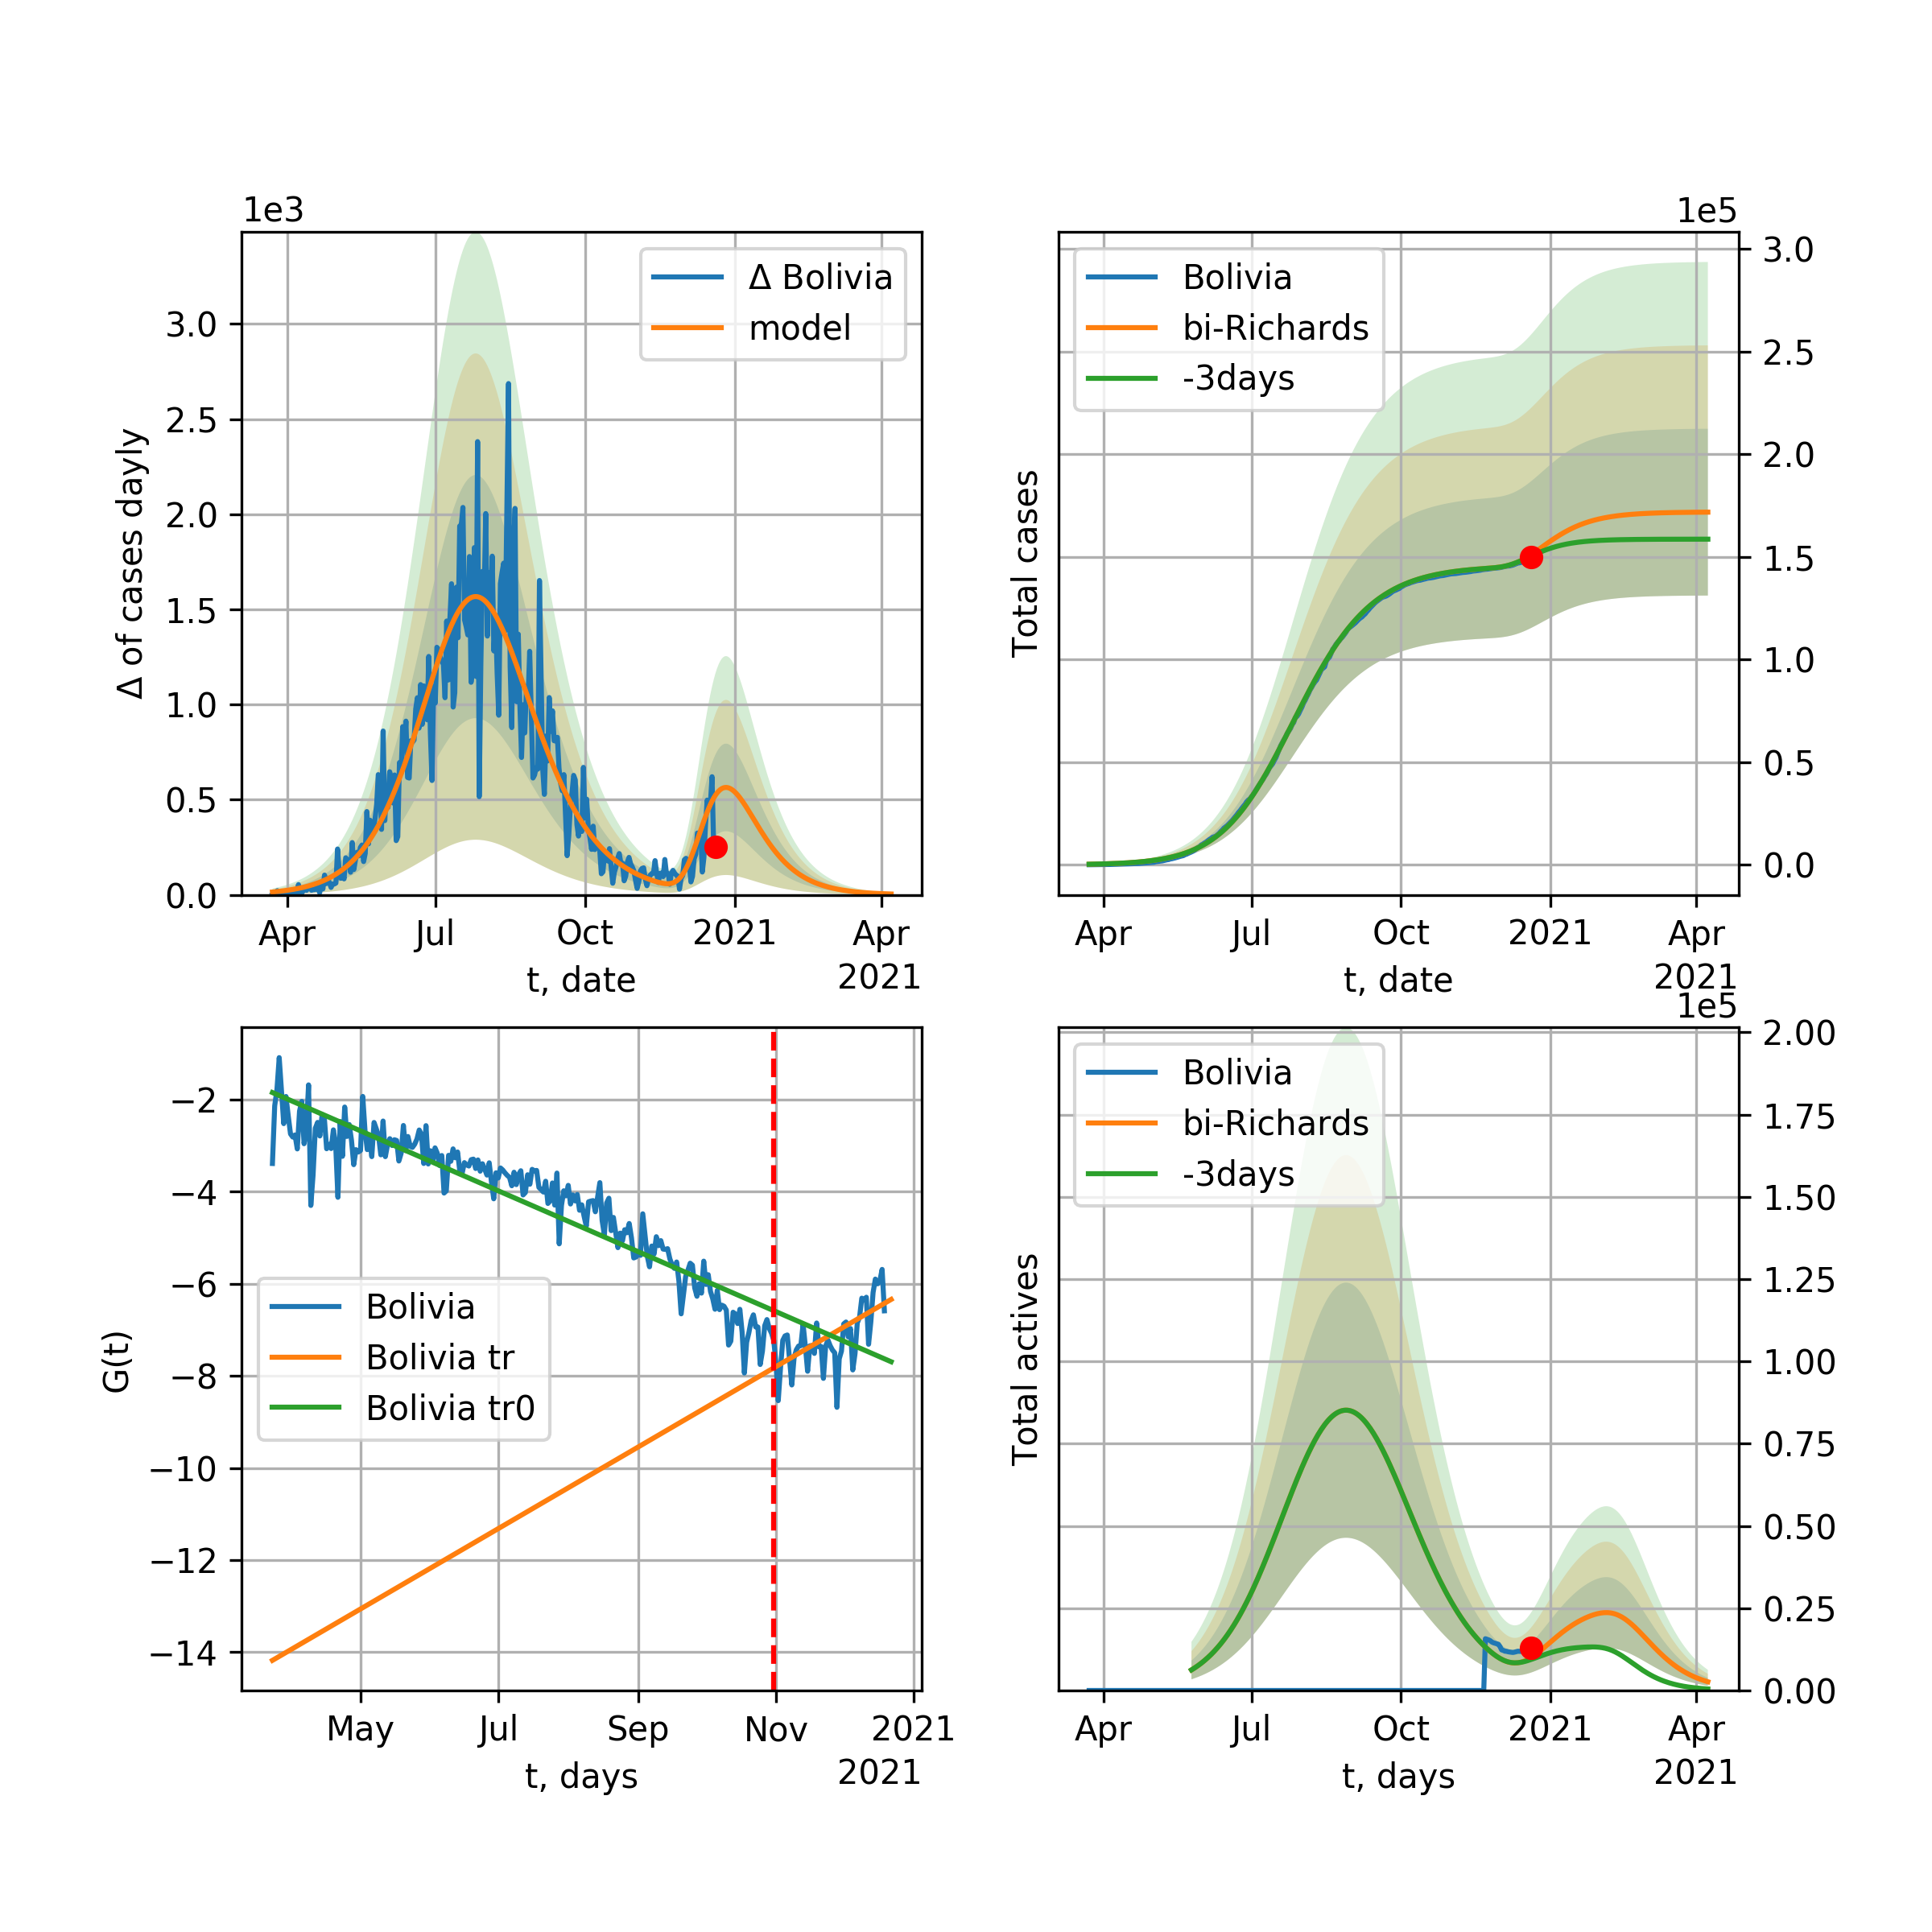 1e3
Δ of cases dayly
3.0
2.5
2.0
1.5
1.0
0.5
0.0
Δ Bolivia
model
Apr Jul Oct 2021 Apr
t, date
2021
1e5
Total cases
Bolivia
bi-Richards
-3days
3.0
2.5
2.0
1.5
1.0
0.5
0.0
Apr Jul Oct 2021 Apr
t, date
2021
G(t)
−2
−4
−6
−8
−10
−12
−14
Bolivia
Bolivia tr
Bolivia tr0
May Jul Sep Nov 2021
t, days
2021
1e5
Total actives
Bolivia
bi-Richards
-3days
2.00
1.75
1.50
1.25
1.00
0.75
0.50
0.25
0.00
Apr Jul Oct 2021 Apr
t, days
2021